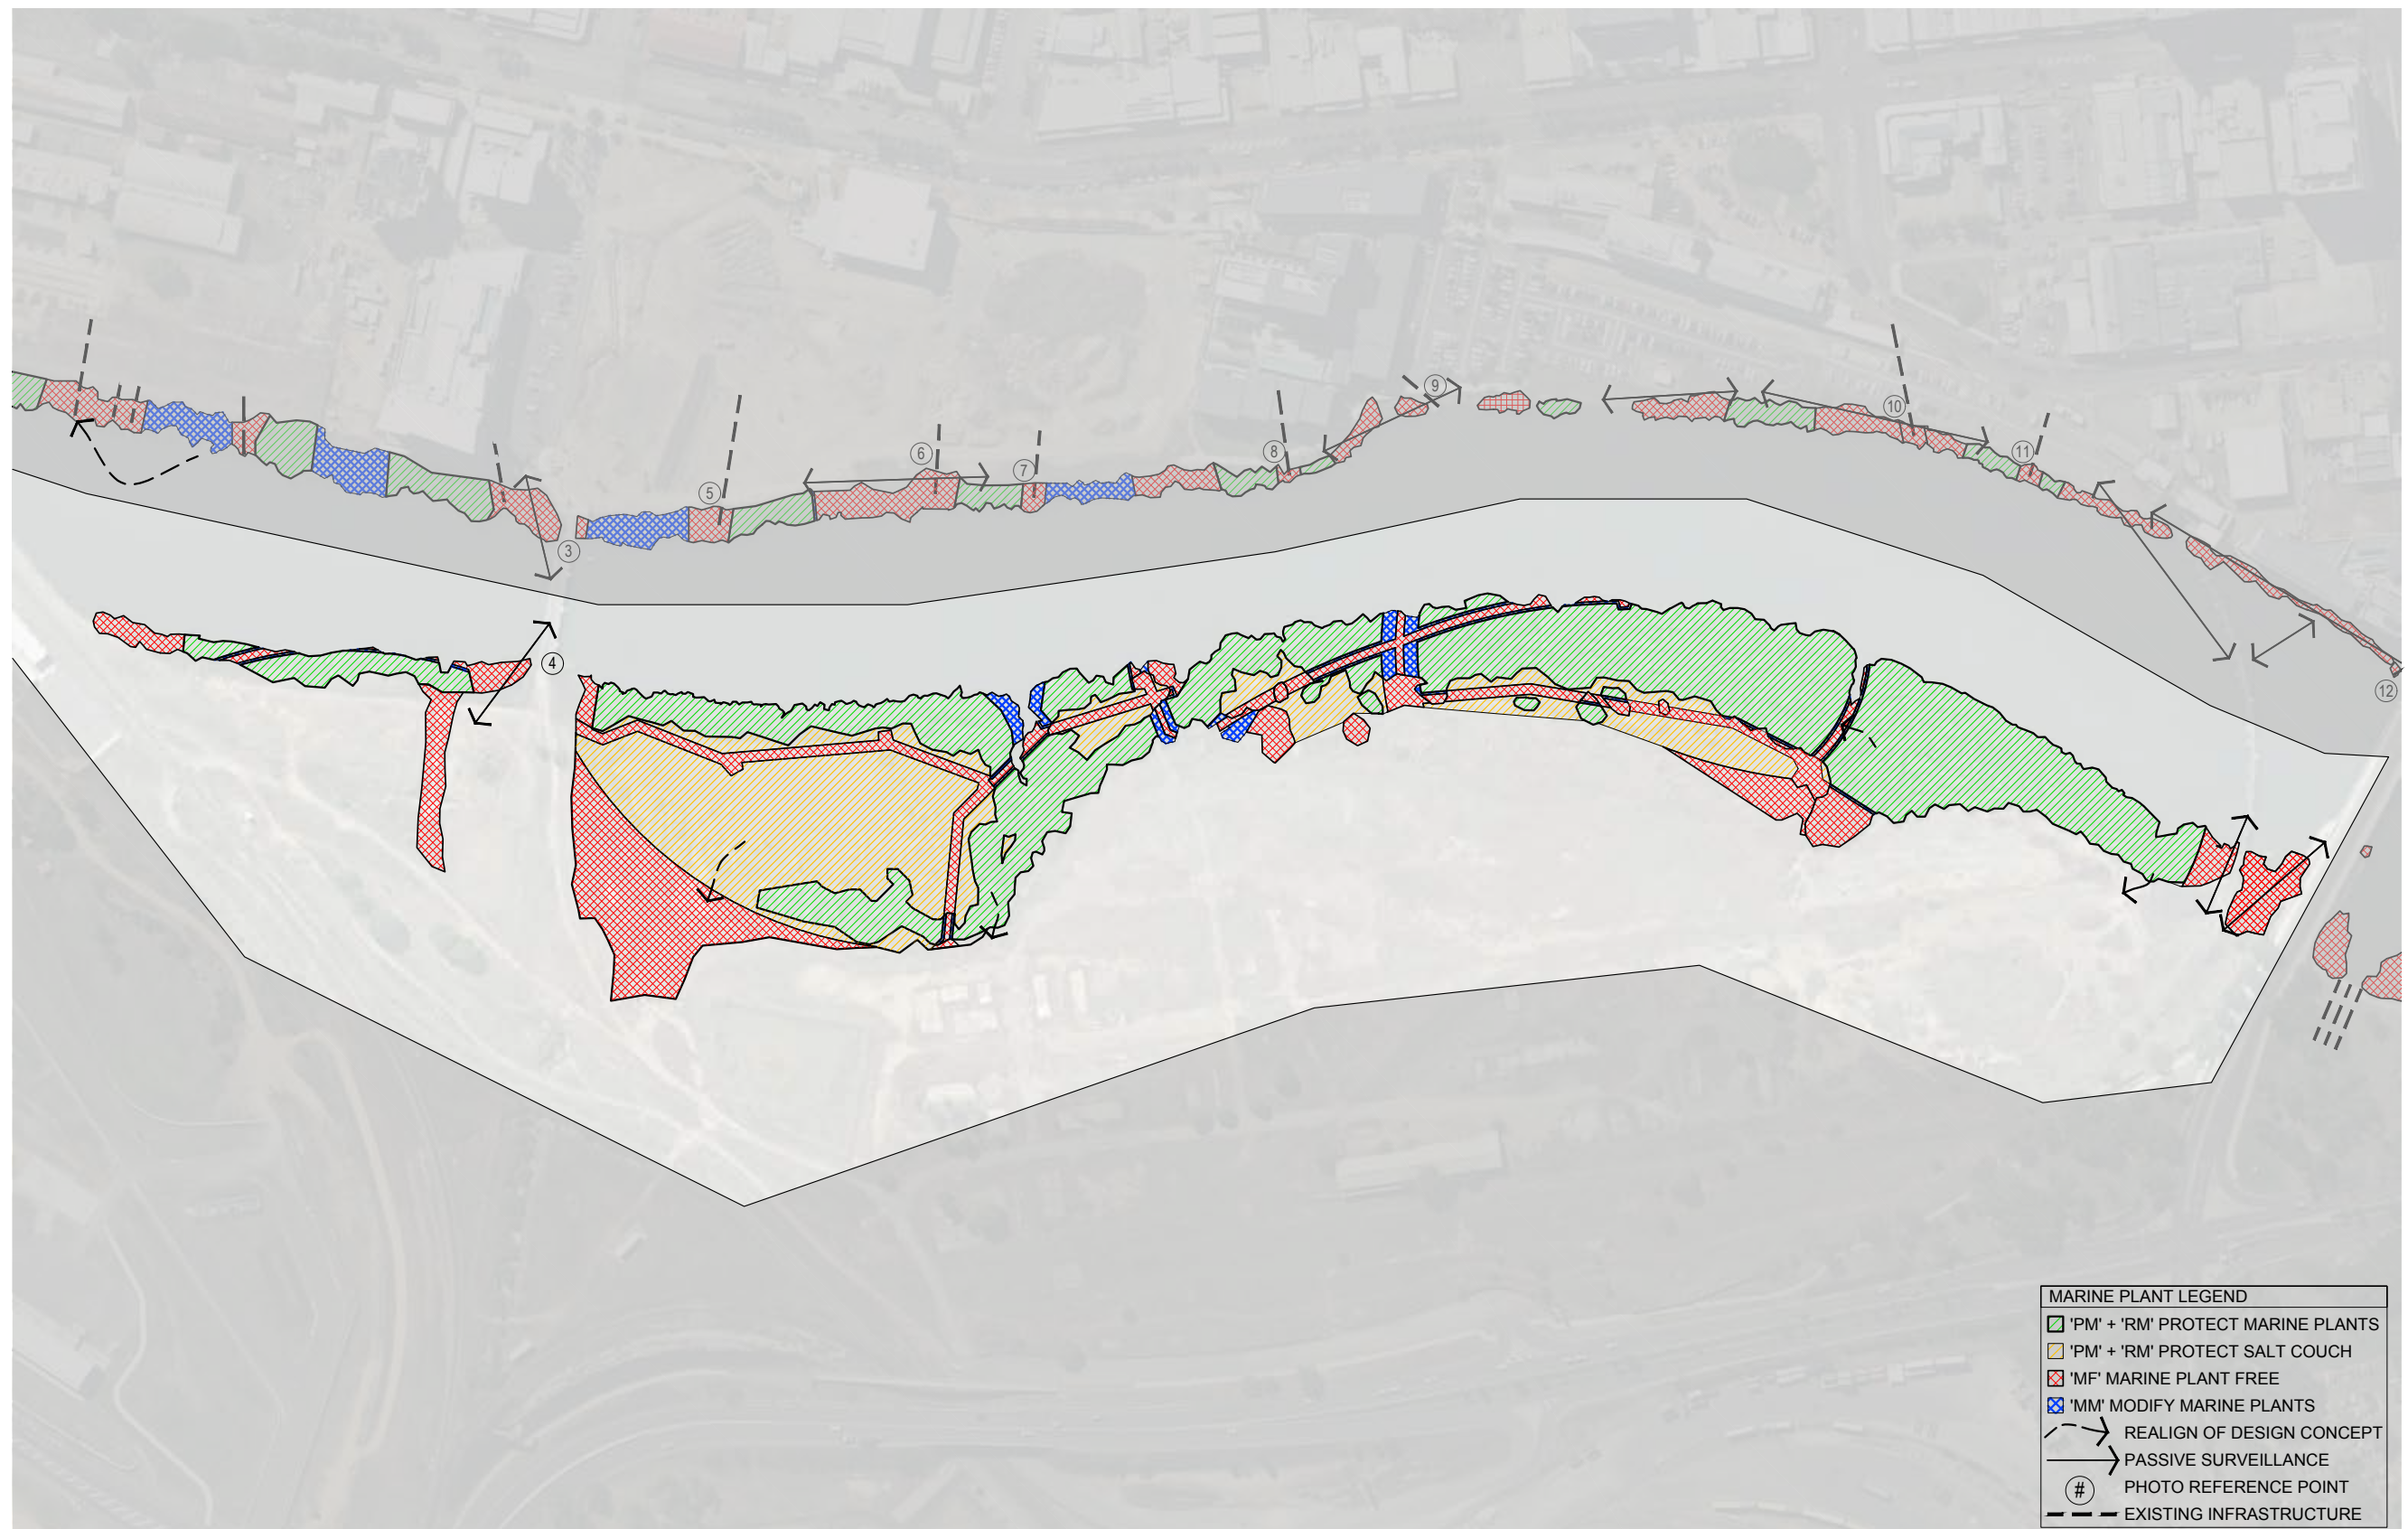 9
10
8
11
6
7
5
3
4
12
MARINE PLANT LEGEND
'PM' + 'RM' PROTECT MARINE PLANTS
'PM' + 'RM' PROTECT SALT COUCH
'MF' MARINE PLANT FREE
'MM' MODIFY MARINE PLANTS
REALIGN OF DESIGN CONCEPT
PASSIVE SURVEILLANCE
# PHOTO REFERENCE POINT
EXISTING INFRASTRUCTURE